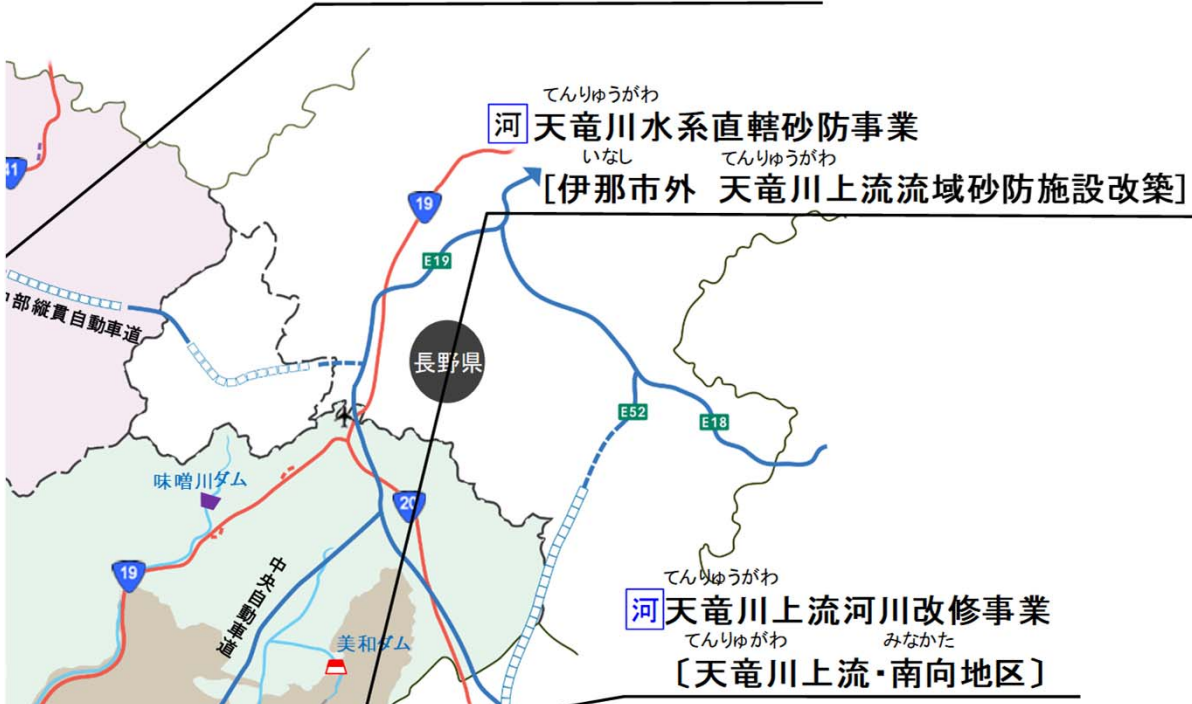 てんりゅうがわ
河 天竜川水系直轄砂防事業
いなし てんりゅうがわ
[伊那市外 天竜川上流流域砂防施設改築]
41
19
E19
部縦貫自動車道
長野県
E52
E18
味噌川ダム
20
19
中央自動車道
美和ダム
てんりゅうがわ
河 天竜川上流河川改修事業
てんりゅがわ みなかた
〔天竜川上流・南向地区〕